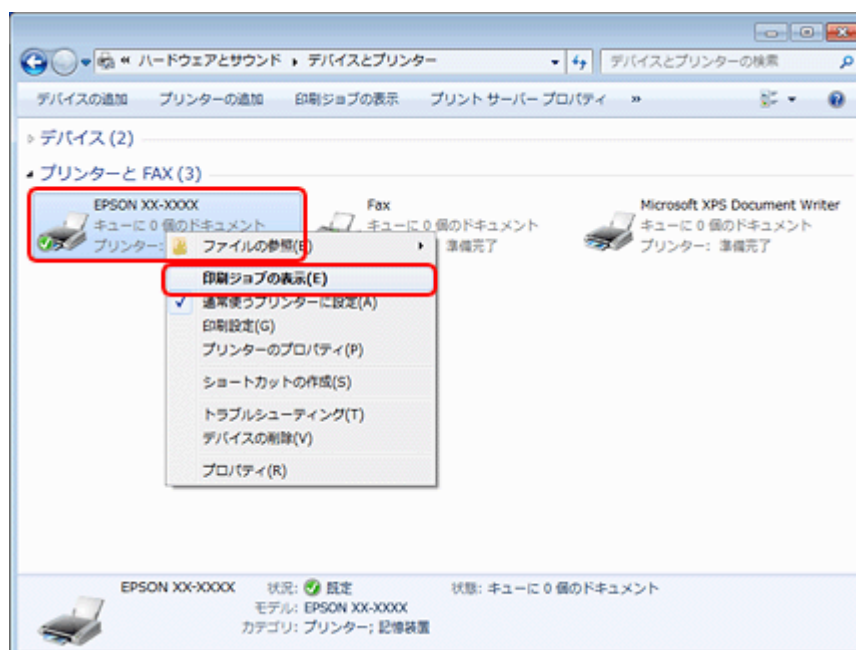 « ハードウェアとサウンド ▸ デバイスとプリンター デバイスとプリンターの検索
デバイスの追加 プリンターの追加 印刷ジョブの表示 プリント サーバー プロパティ »
デバイス (2)
プリンターと FAX (3)
EPSON XX-XXXX
キューに 0 個のドキュメント
プリンター:
Fax
キューに 0 個のドキュメント
準備完了
Microsoft XPS Document Writer
キューに 0 個のドキュメント
プリンター: 準備完了
ファイルの参照(E)
印刷ジョブの表示(E)
通常使うプリンターに設定(A)
印刷設定(G)
プリンターのプロパティ(P)
ショートカットの作成(S)
トラブルシューティング(T)
デバイスの削除(V)
プロパティ(R)
EPSON XX-XXXX 状況: 既定 状態: キューに 0 個のドキュメント
モデル: EPSON XX-XXXX
カテゴリ: プリンター; 記憶装置